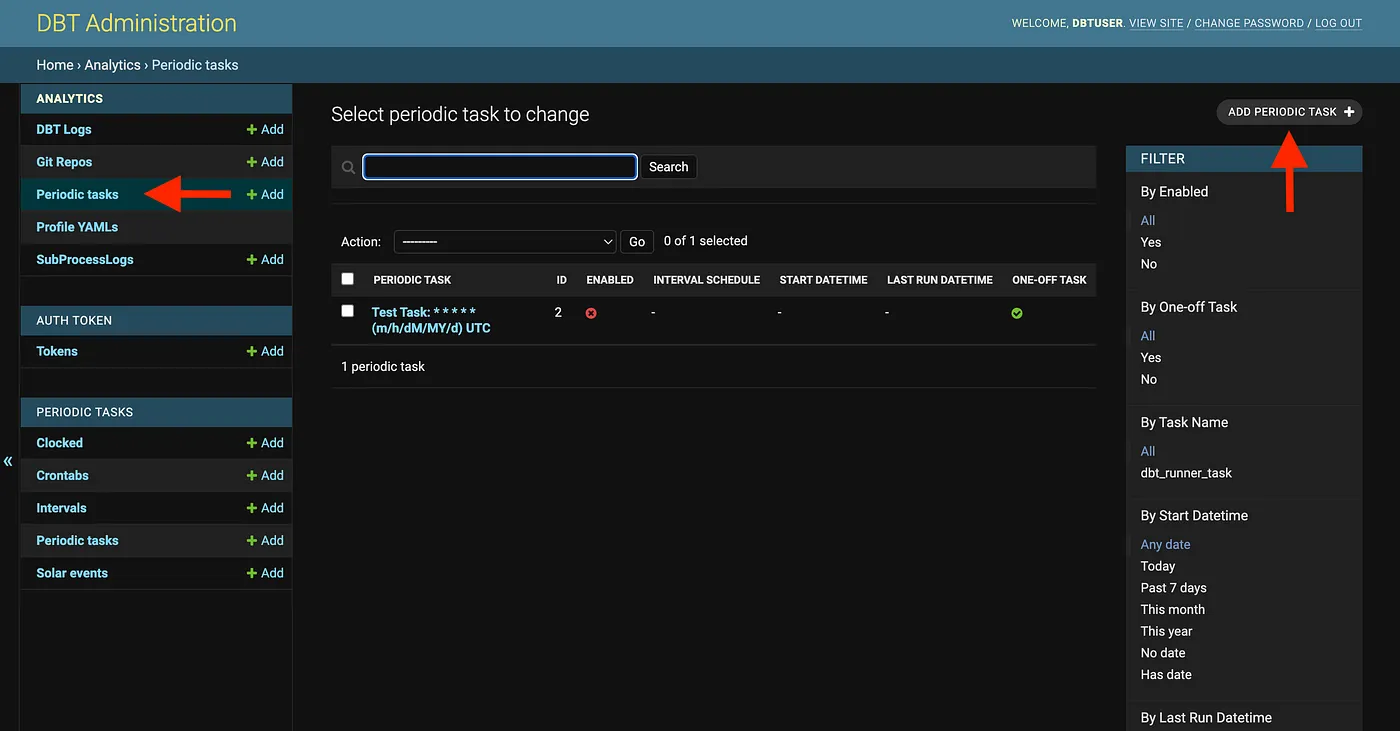 DBT Administration
WELCOME, DBTUSER. VIEW SITE / CHANGE PASSWORD / LOG OUT
Home › Analytics › Periodic tasks
ANALYTICS
DBT Logs + Add
Git Repos + Add
Periodic tasks + Add
Profile YAMLs
SubProcessLogs + Add
AUTH TOKEN
Tokens + Add
PERIODIC TASKS
Clocked + Add
Crontabs + Add
Intervals + Add
Periodic tasks + Add
Solar events + Add
«
Select periodic task to change
ADD PERIODIC TASK +
Search
Action: --------- Go 0 of 1 selected
PERIODIC TASK ID ENABLED INTERVAL SCHEDULE START DATETIME LAST RUN DATETIME ONE-OFF TASK
Test Task: * * * * * 2 - - -
(m/h/dM/MY/d) UTC
1 periodic task
FILTER
By Enabled
All
Yes
No
By One-off Task
All
Yes
No
By Task Name
All
dbt_runner_task
By Start Datetime
Any date
Today
Past 7 days
This month
This year
No date
Has date
By Last Run Datetime